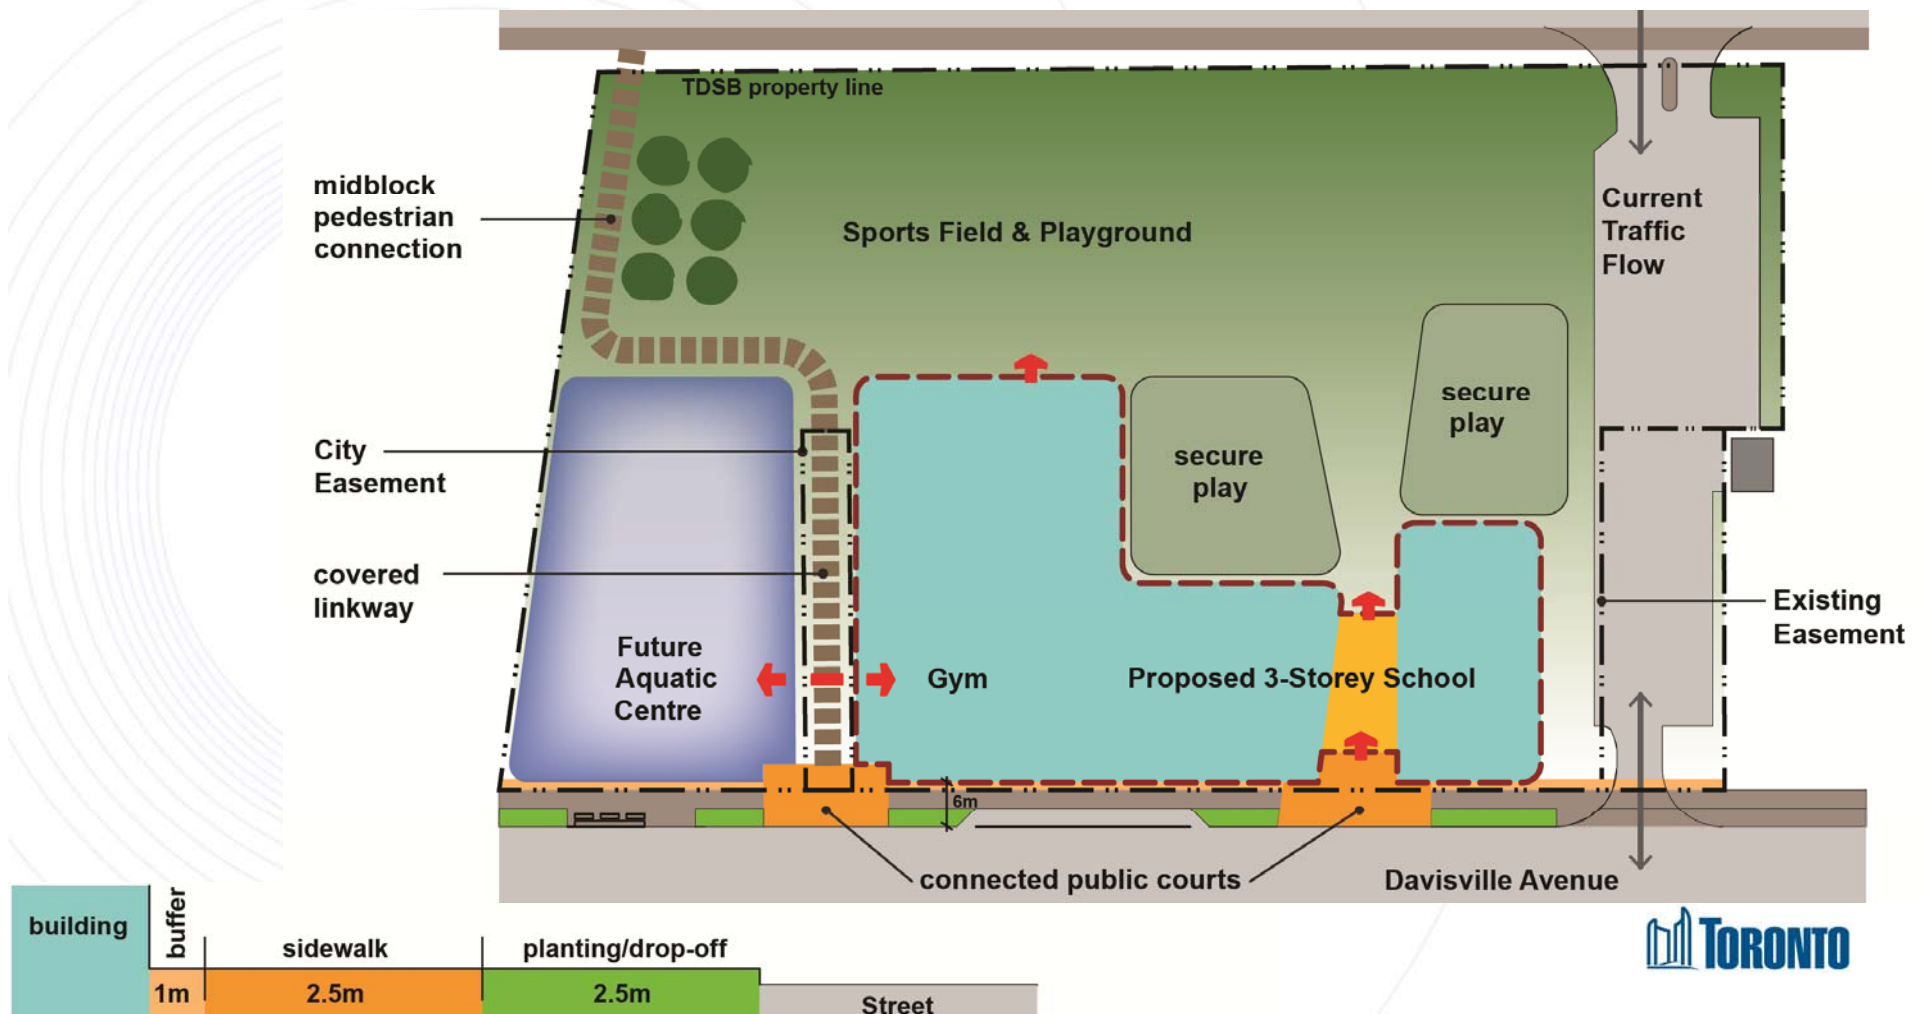 TDSB property line
midblock
pedestrian
connection
Sports Field & Playground
Current
Traffic
Flow
secure
play
secure
play
City
Easement
covered
linkway
Existing
Easement
Future
Aquatic
Centre
Gym
Proposed 3-Storey School
6m
connected public courts
Davisville Avenue
building
buffer
sidewalk
planting/drop-off
1m
2.5m
2.5m
Street
TORONTO